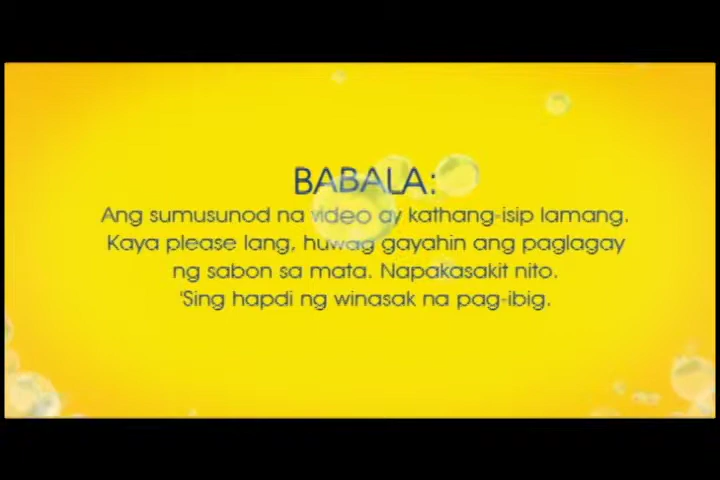 BABALA:
Ang sumusunod na video ay kathang-isip lamang.
Kaya please lang, huwag gayahin ang paglagay
ng sabon sa mata. Napakasakit nito.
'Sing hapdi ng winasak na pag-ibig.